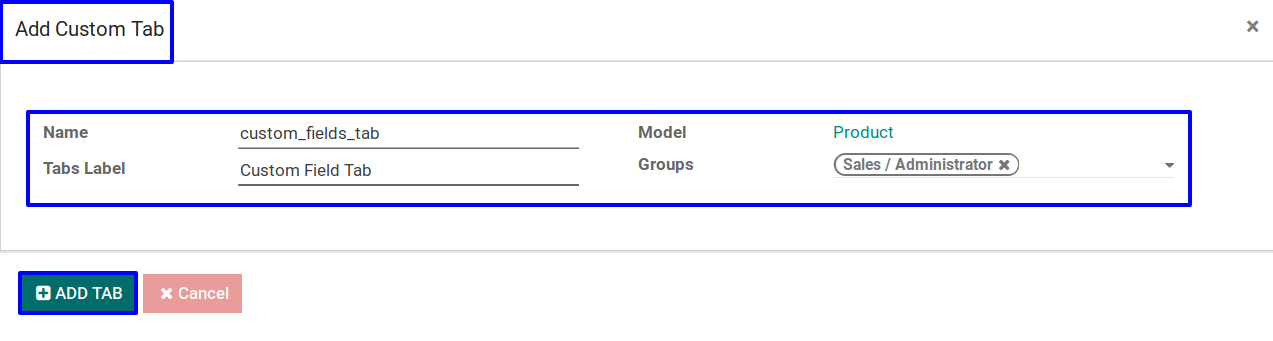 Add Custom Tab
Name custom_fields_tab Model Product
Tabs Label Custom Field Tab Groups Sales / Administrator
ADD TAB Cancel